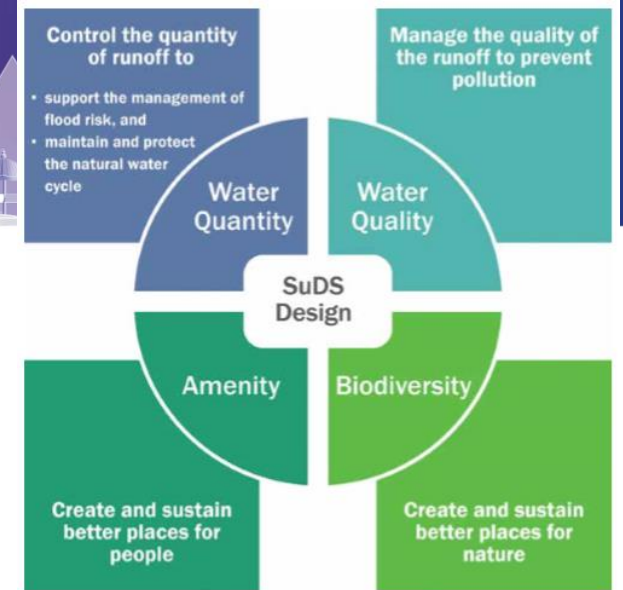 Control the quantity
of runoff to
• support the management of
flood risk, and
• maintain and protect
the natural water
cycle
Manage the quality of
the runoff to prevent
pollution
Water
Quantity
Water
Quality
SuDS
Design
Amenity
Biodiversity
Create and sustain
better places for
people
Create and sustain
better places for
nature